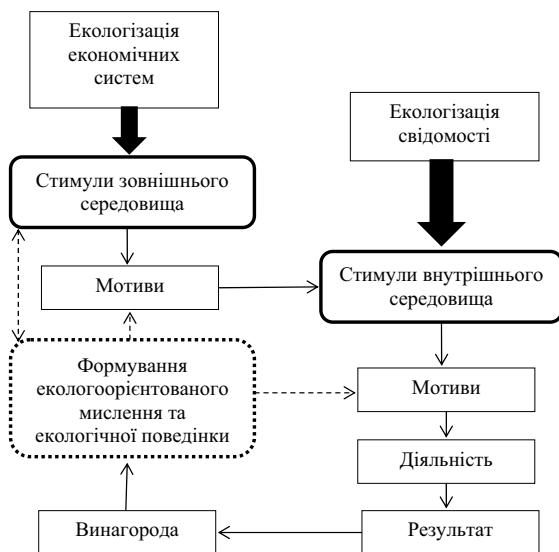 Екологізація
економічних
систем
Екологізація
свідомості
Стимули зовнішнього
середовища
Мотиви
Стимули внутрішнього
середовища
Формування
екологоорієнтованого
мислення та
екологічної поведінки
Мотиви
Діяльність
Винагорода
Результат